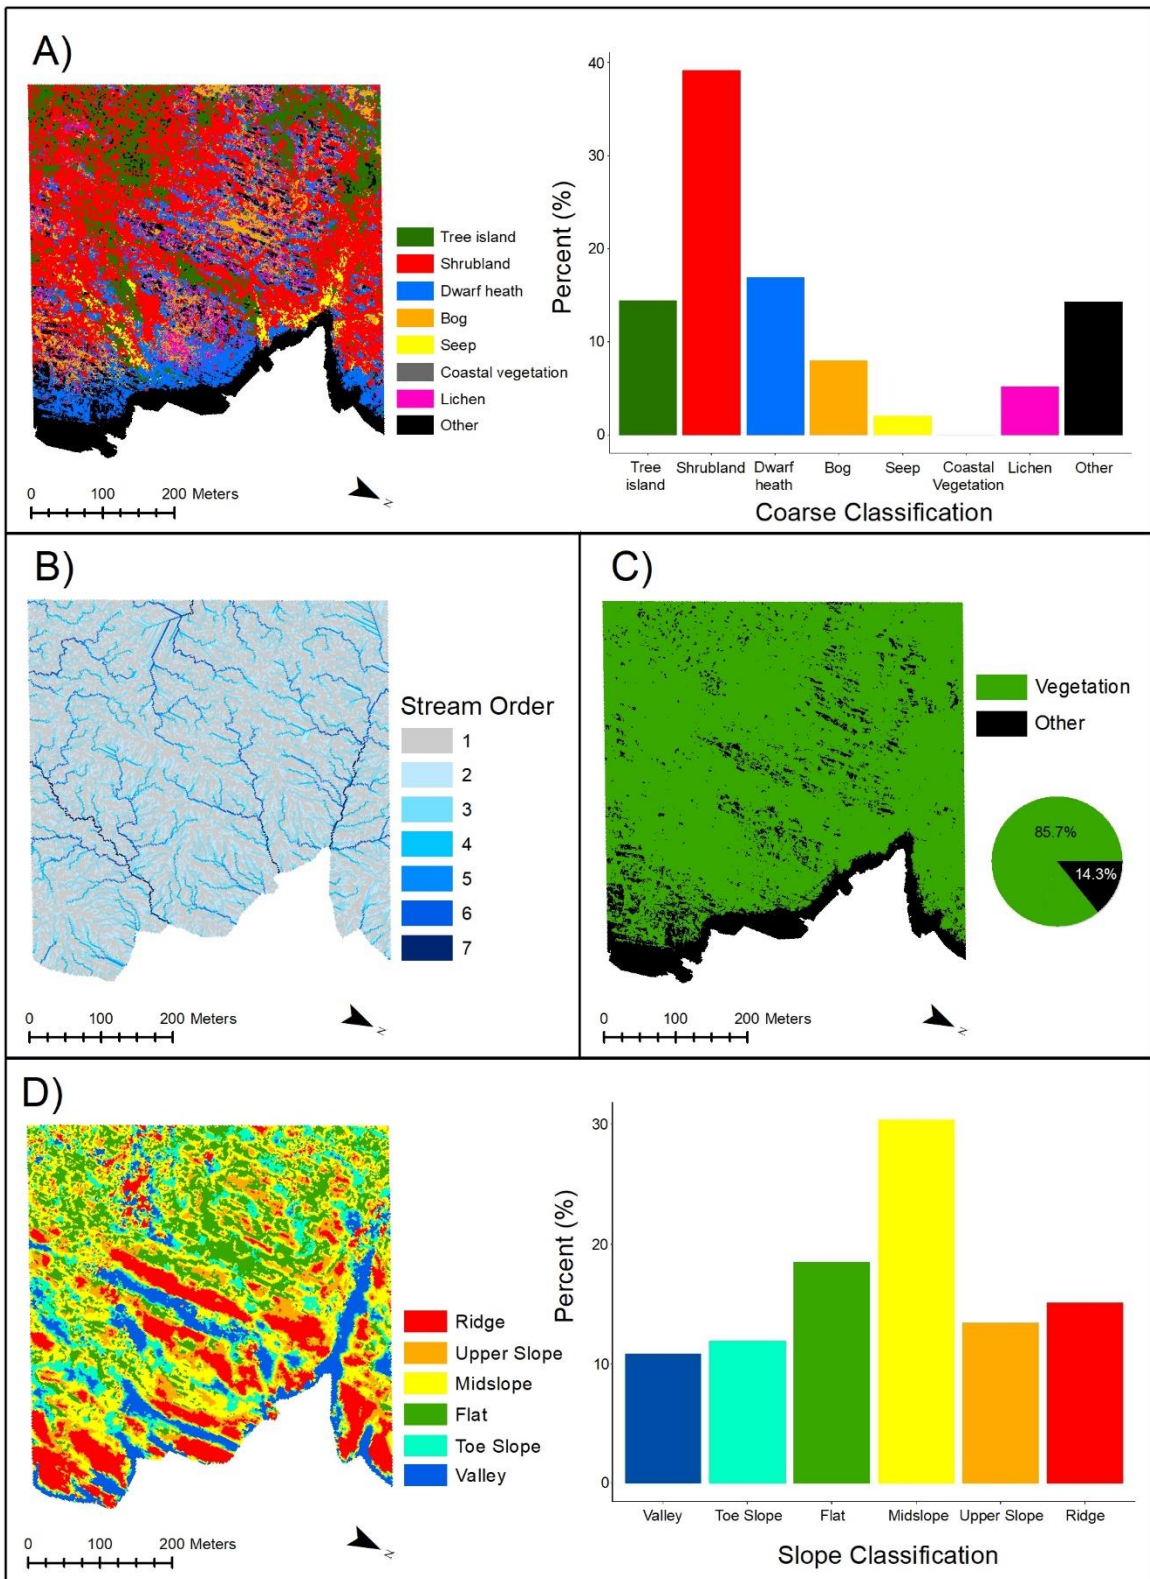 A)
Tree island
Shrubland
Dwarf heath
Bog
Seep
Coastal vegetation
Lichen
Other
0 100 200 Meters
N
Percent (%)
40
30
20
10
0
Tree island
Shrubland
Dwarf heath
Bog
Seep
Coastal Vegetation
Lichen
Other
Coarse Classification
B)
Stream Order
1
2
3
4
5
6
7
0 100 200 Meters
N
C)
Vegetation
Other
85.7%
14.3%
0 100 200 Meters
N
D)
Ridge
Upper Slope
Midslope
Flat
Toe Slope
Valley
0 100 200 Meters
N
Percent (%)
30
20
10
0
Valley Toe Slope Flat Midslope Upper Slope Ridge
Slope Classification